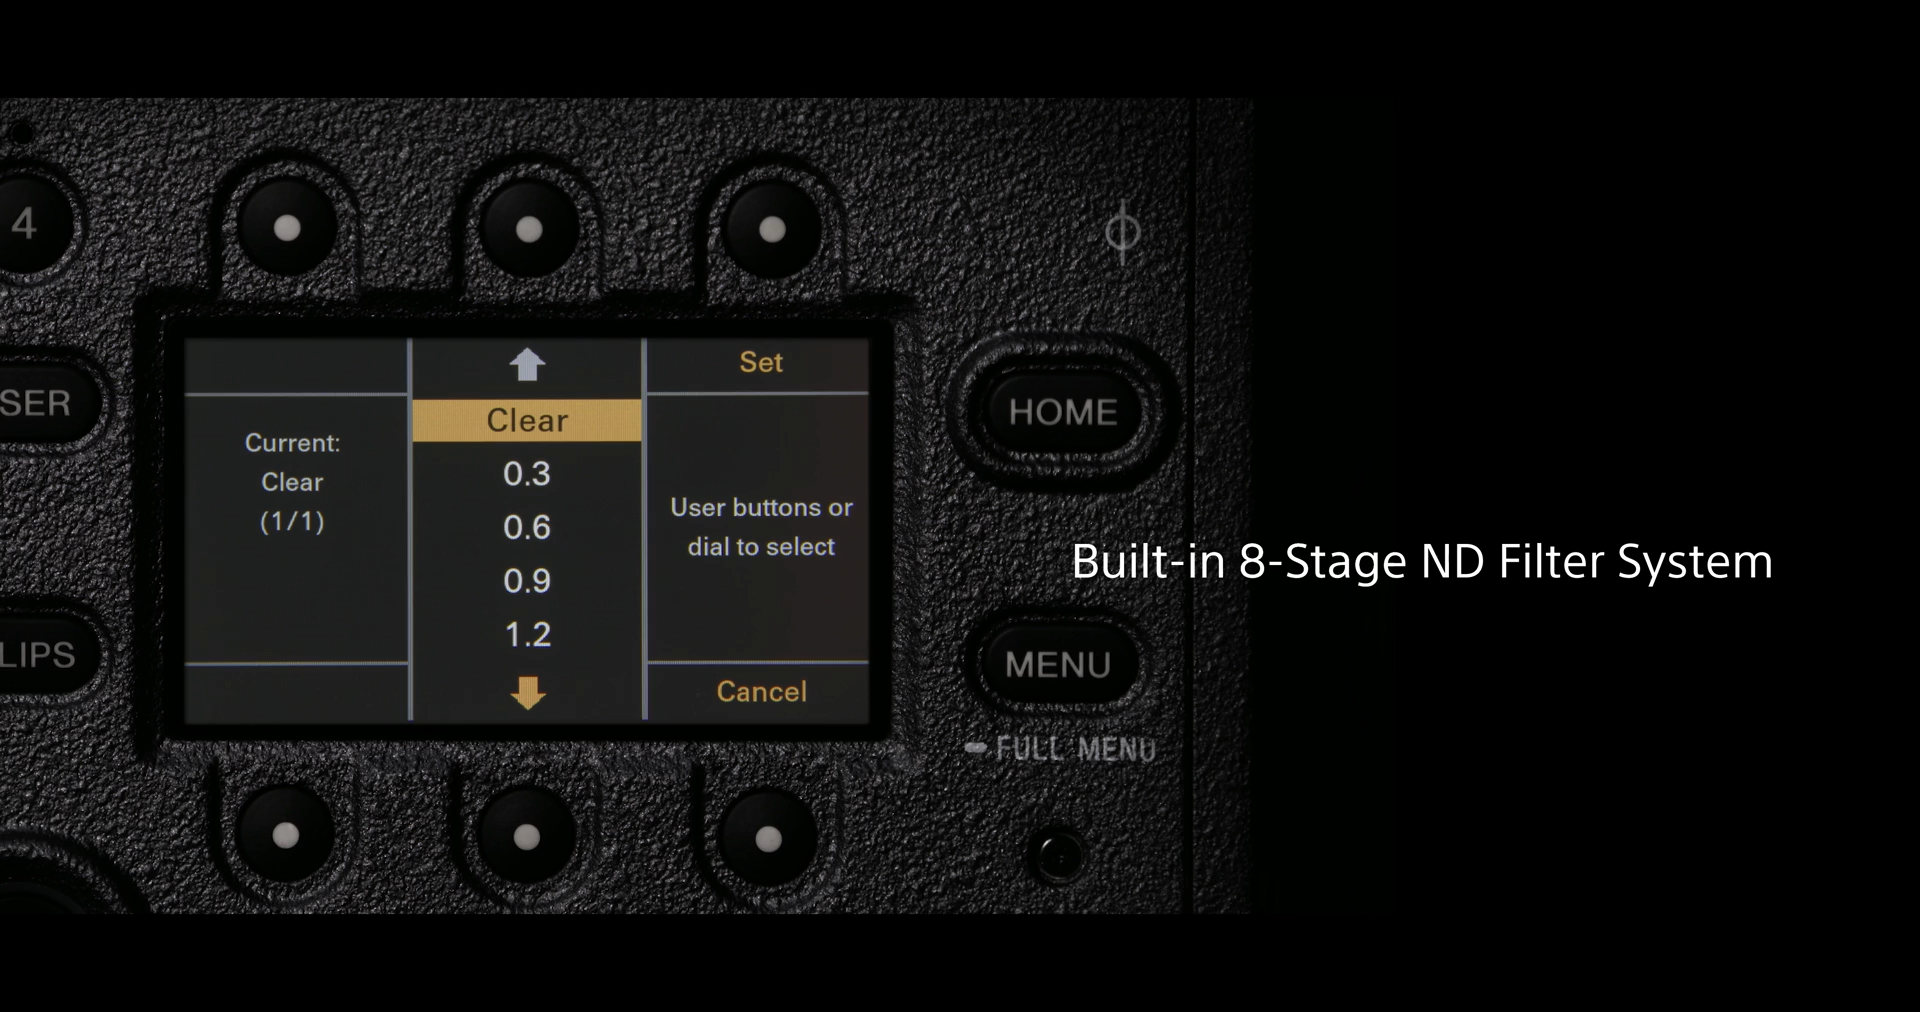 4
SER
LIPS
Set
Clear
Current:
Clear
(1/1)
0.3
0.6
0.9
1.2
User buttons or
dial to select
Cancel
HOME
MENU
FULL MENU
Built-in 8-Stage ND Filter System